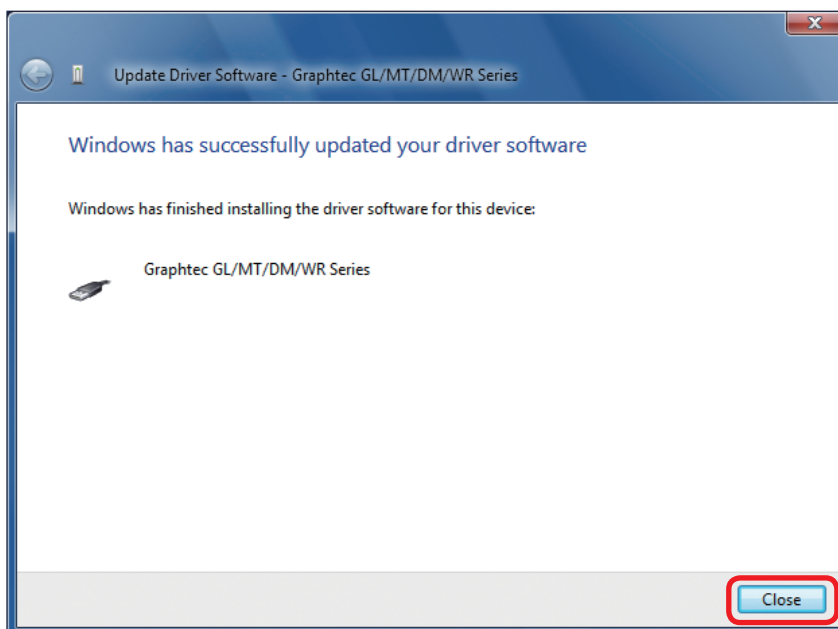 Update Driver Software - Graphtec GL/MT/DM/WR Series
Windows has successfully updated your driver software
Windows has finished installing the driver software for this device:
Graphtec GL/MT/DM/WR Series
Close